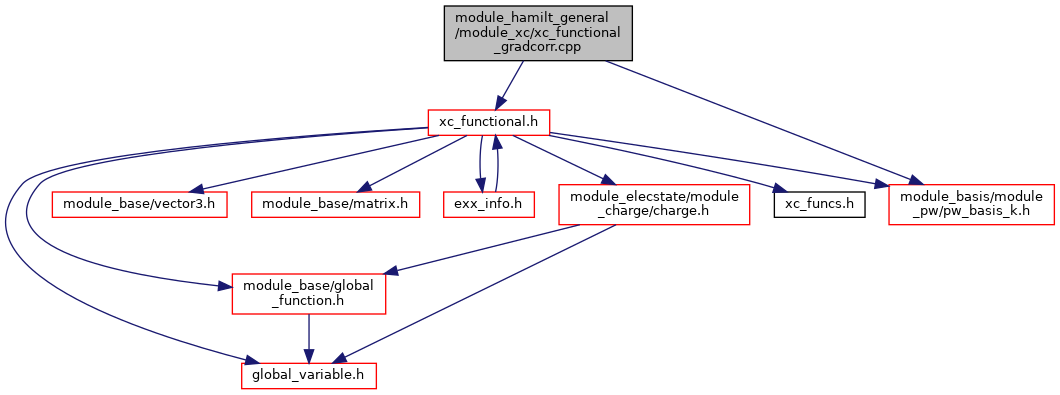 module_hamilt_general
/module_xc/xc_functional
_gradcorr.cpp
xc_functional.h
module_base/vector3.h
module_base/matrix.h
exx_info.h
module_elecstate/module
_charge/charge.h
xc_funcs.h
module_basis/module
_pw/pw_basis_k.h
module_base/global
_function.h
global_variable.h